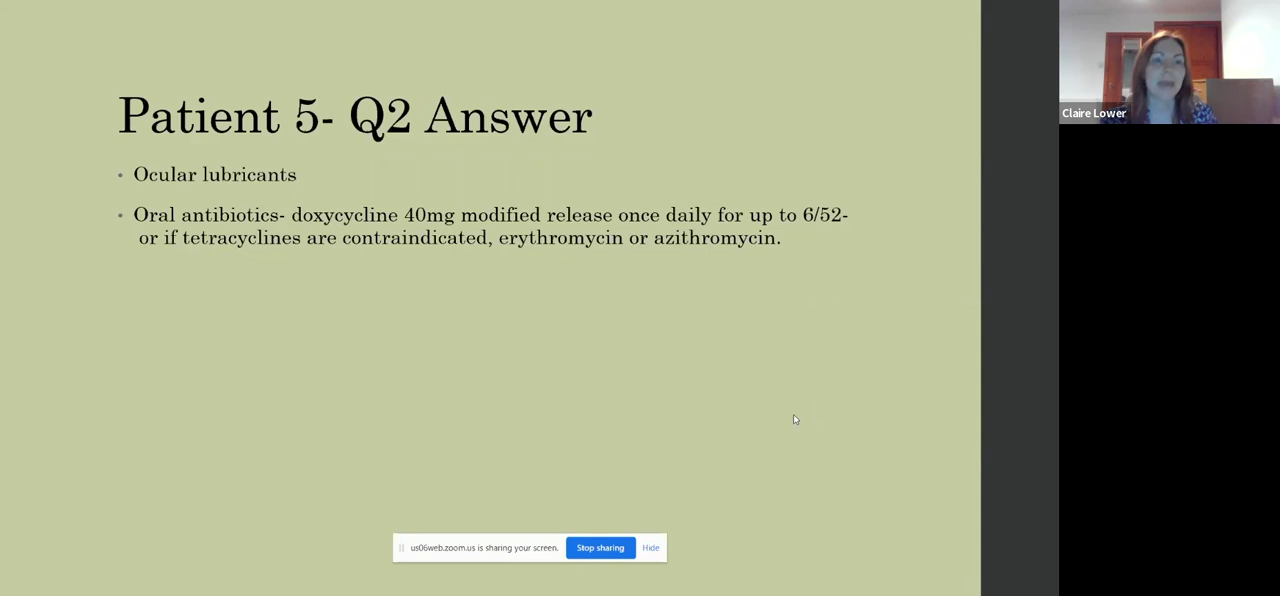 Patient 5- Q2 Answer
• Ocular lubricants
• Oral antibiotics- doxycycline 40mg modified release once daily for up to 6/52-
or if tetracyclines are contraindicated, erythromycin or azithromycin.
Claire Lower
us06web.zoom.us is sharing your screen. Stop sharing Hide